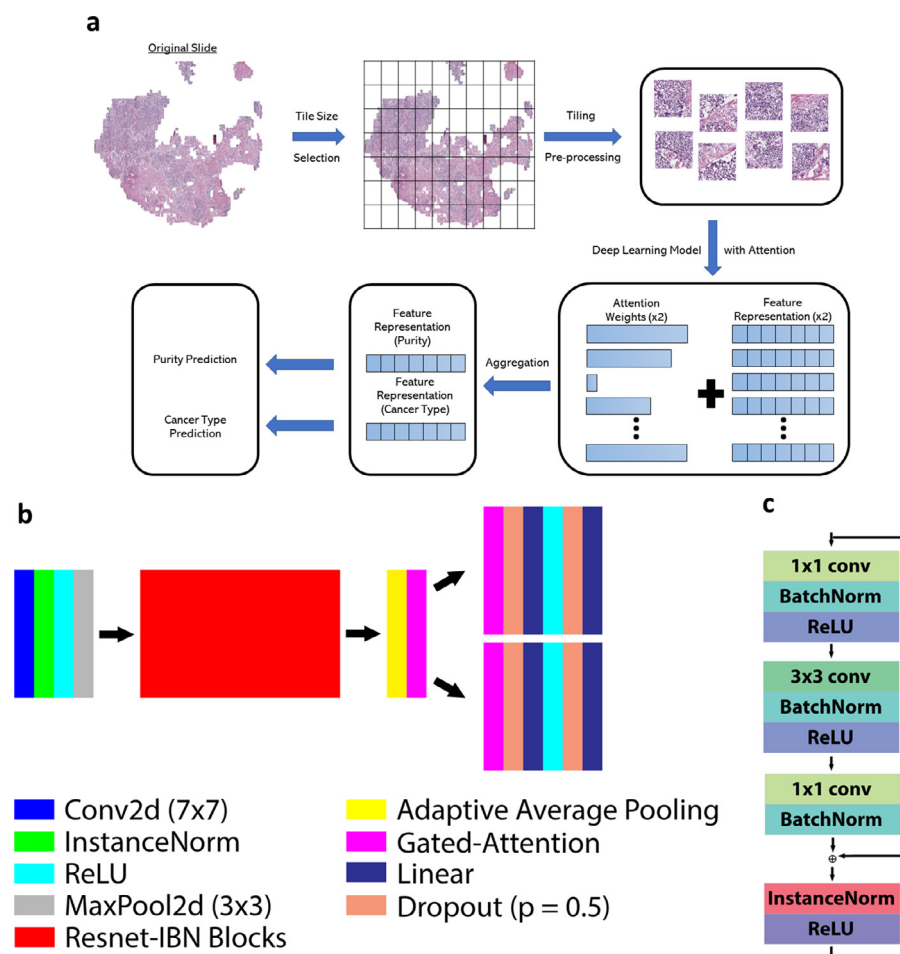 a
Original Slide
Tile Size
Selection
Tiling
Pre-processing
Deep Learning Model
with Attention
Attention
Weights (x2)
Feature
Representation (x2)
Aggregation
Feature
Representation
(Purity)
Feature
Representation
(Cancer Type)
Purity Prediction
Cancer Type
Prediction
b
Conv2d (7x7)
InstanceNorm
ReLU
MaxPool2d (3x3)
Resnet-IBN Blocks
Adaptive Average Pooling
Gated-Attention
Linear
Dropout (p = 0.5)
c
1x1 conv
BatchNorm
ReLU
3x3 conv
BatchNorm
ReLU
1x1 conv
BatchNorm
InstanceNorm
ReLU